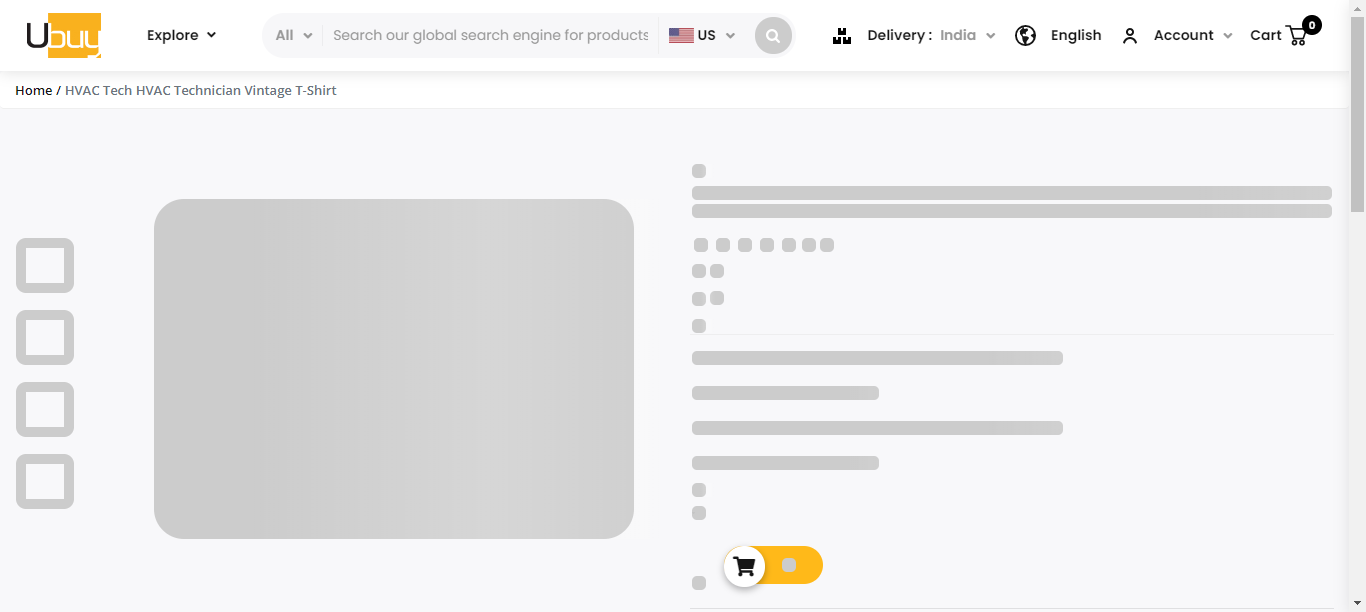 Ubuy
Explore
All
Search our global search engine for products
US
Delivery :
India
English
Account
Cart
0
Home / HVAC Tech HVAC Technician Vintage T-Shirt